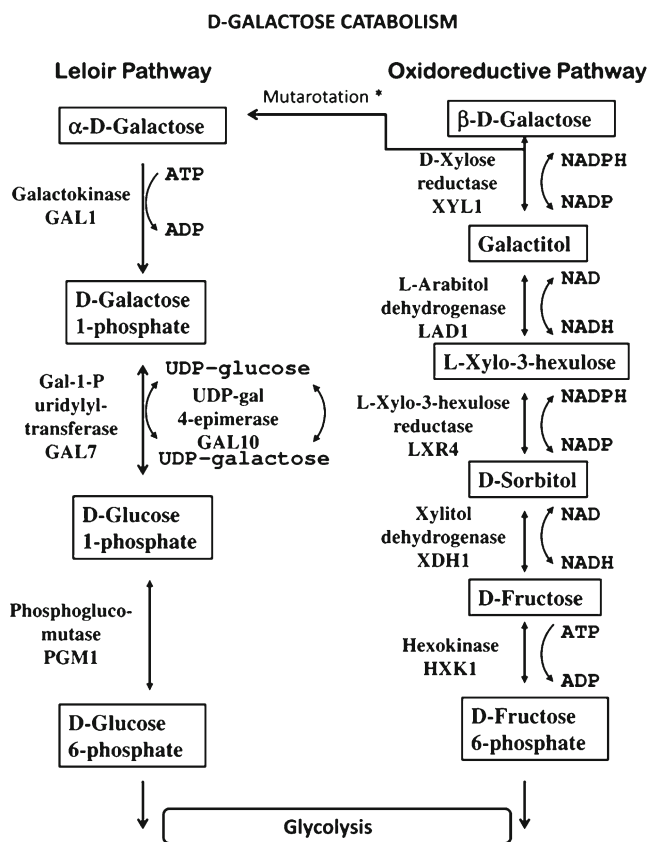 D-GALACTOSE CATABOLISM
Leloir Pathway
Oxidoreductive Pathway
Mutarotation *
α-D-Galactose
Galactokinase
GAL1
ATP
ADP
D-Galactose
1-phosphate
Gal-1-P
uridylyl-
transferase
GAL7
UDP-glucose
UDP-gal
4-epimerase
GAL10
UDP-galactose
D-Glucose
1-phosphate
Phosphogluco-
mutase
PGM1
D-Glucose
6-phosphate
β-D-Galactose
D-Xylose
reductase
XYL1
NADPH
NADP
Galactitol
L-Arabitol
dehydrogenase
LAD1
NAD
NADH
L-Xylo-3-hexulose
L-Xylo-3-hexulose
reductase
LXR4
NADPH
NADP
D-Sorbitol
Xylitol
dehydrogenase
XDH1
NAD
NADH
D-Fructose
Hexokinase
HXK1
ATP
ADP
D-Fructose
6-phosphate
Glycolysis